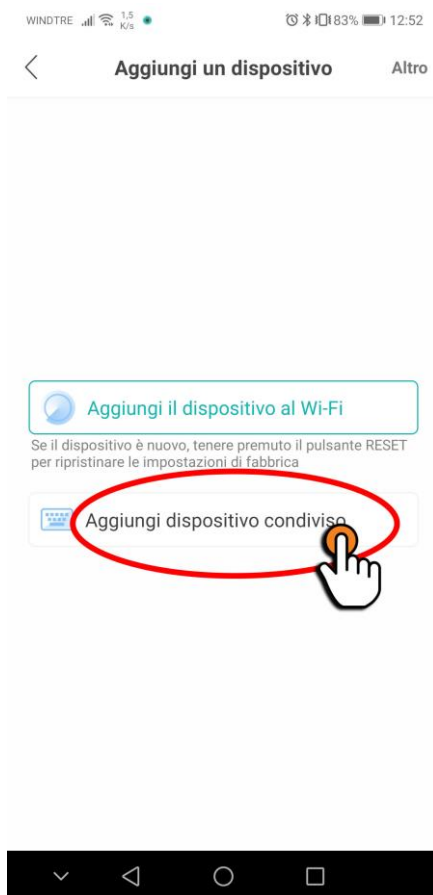 WINDTRE 1,5 K/s 83% 12:52
Aggiungi un dispositivo Altro
Aggiungi il dispositivo al Wi-Fi
Se il dispositivo è nuovo, tenere premuto il pulsante RESET
per ripristinare le impostazioni di fabbrica
Aggiungi dispositivo condiviso